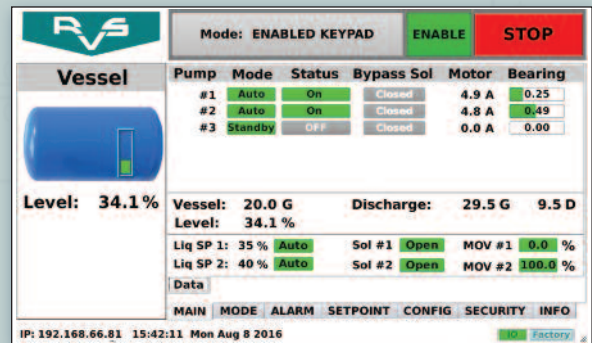 RVS
Mode: ENABLED KEYPAD
ENABLE
STOP
Vessel
Level: 34.1%
Pump Mode Status Bypass Sol Motor Bearing
#1 Auto On Closed 4.9 A 0.25
#2 Auto On Closed 4.8 A 0.49
#3 Standby OFF Closed 0.0 A 0.00
Vessel: 20.0 G Discharge: 29.5 G 9.5 D
Level: 34.1 %
Liq SP 1: 35 % Auto Sol #1 Open MOV #1 0.0 %
Liq SP 2: 40 % Auto Sol #2 Open MOV #2 100.0 %
Data
MAIN MODE ALARM SETPOINT CONFIG SECURITY INFO
IP: 192.168.66.81 15:42:11 Mon Aug 8 2016 IO Factory